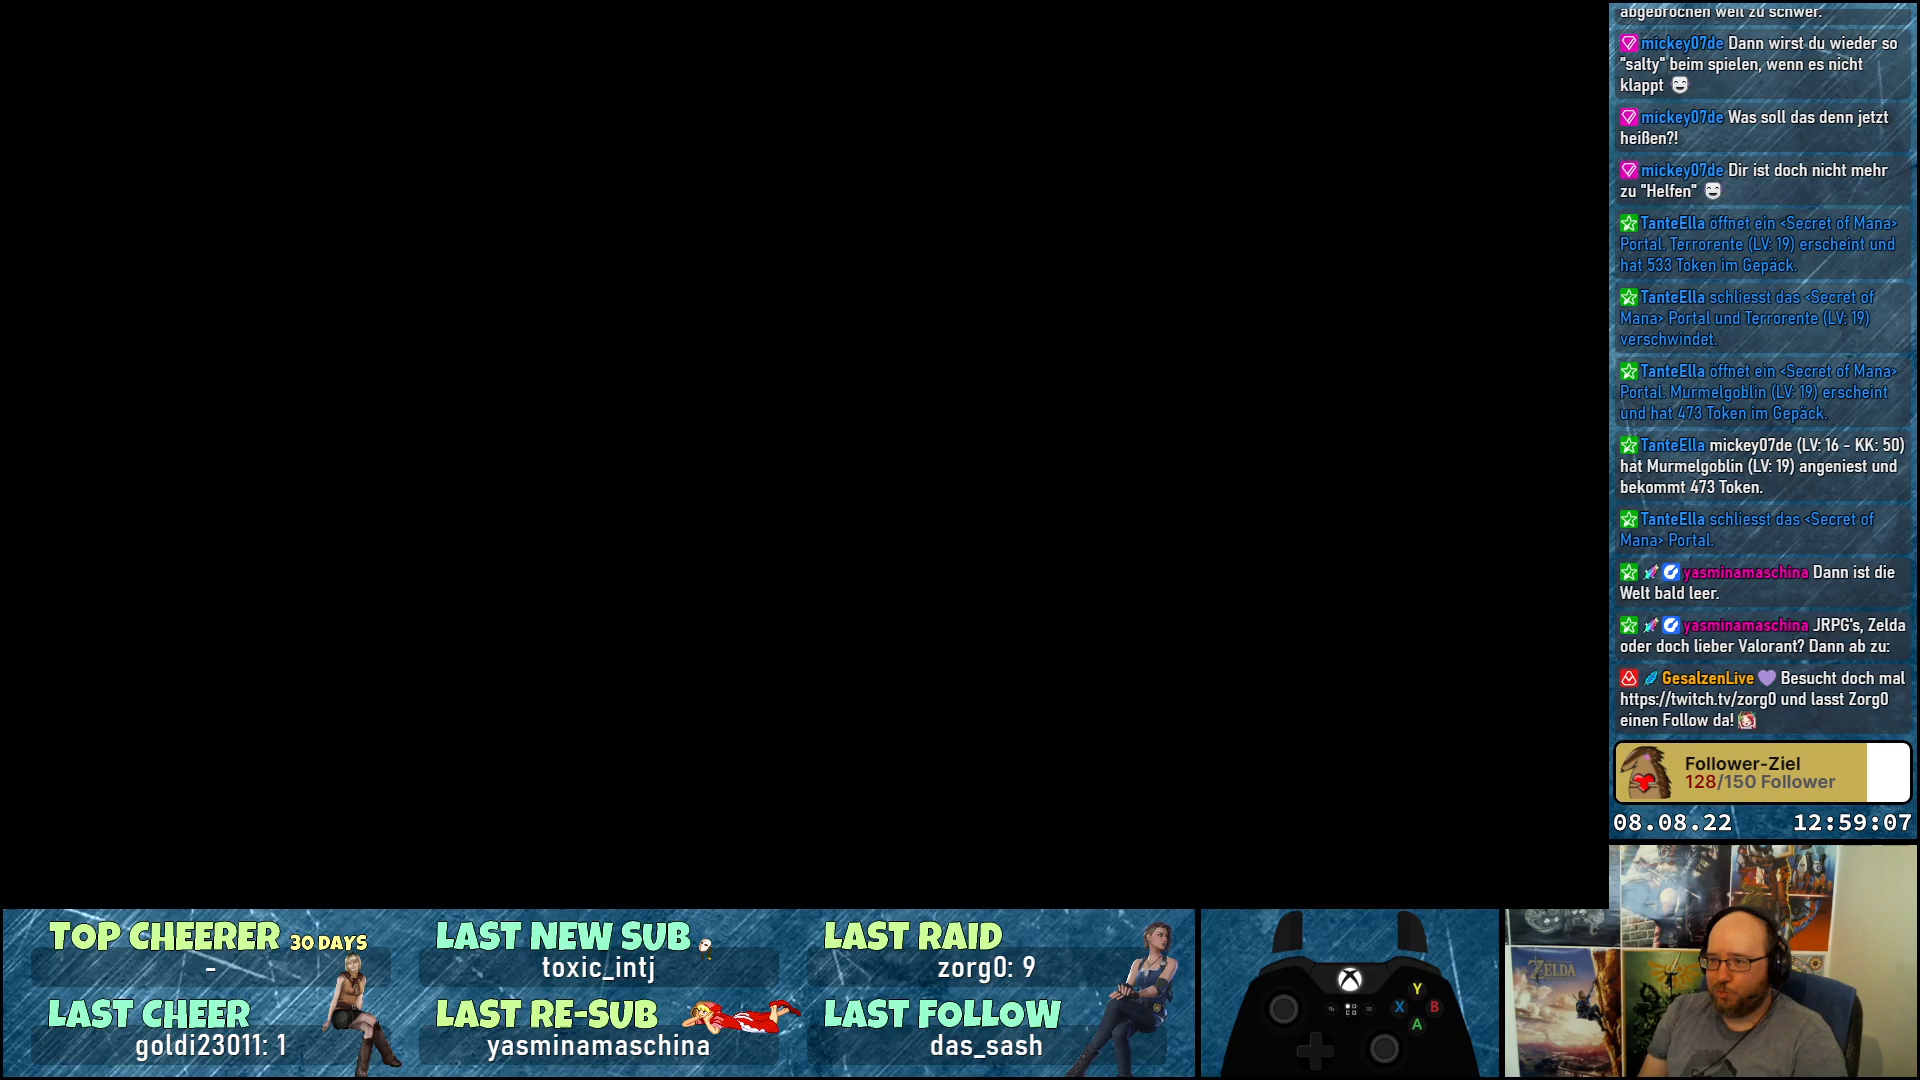 abgebrochen weil zu schwer.
mickey07de Dann wirst du wieder so
"salty" beim spielen, wenn es nicht
klappt
mickey07de Was soll das denn jetzt
heißen?!
mickey07de Dir ist doch nicht mehr
zu "Helfen"
TanteElla öffnet ein <Secret of Mana>
Portal. Terrorente (LV: 19) erscheint und
hat 533 Token im Gepäck.
TanteElla schliesst das <Secret of
Mana> Portal und Terrorente (LV: 19)
verschwindet.
TanteElla öffnet ein <Secret of Mana>
Portal. Murmelgoblin (LV: 19) erscheint
und hat 473 Token im Gepäck.
TanteElla mickey07de (LV: 16 - KK: 50)
hat Murmelgoblin (LV: 19) angeniest und
bekommt 473 Token.
TanteElla schliesst das <Secret of
Mana> Portal.
yasminamaschina Dann ist die
Welt bald leer.
yasminamaschina JRPG's, Zelda
oder doch lieber Valorant? Dann ab zu:
GesalzenLive Besucht doch mal
https://twitch.tv/zorg0 und lasst Zorg0
einen Follow da!
Follower-Ziel
128/150 Follower
08.08.22 12:59:07
TOP CHEERER 30 DAYS
-
LAST CHEER
goldi23011: 1
LAST NEW SUB
toxic_intj
LAST RE-SUB
yasminamaschina
LAST RAID
zorg0: 9
LAST FOLLOW
das_sash
Y
X
B
A
ZELDA